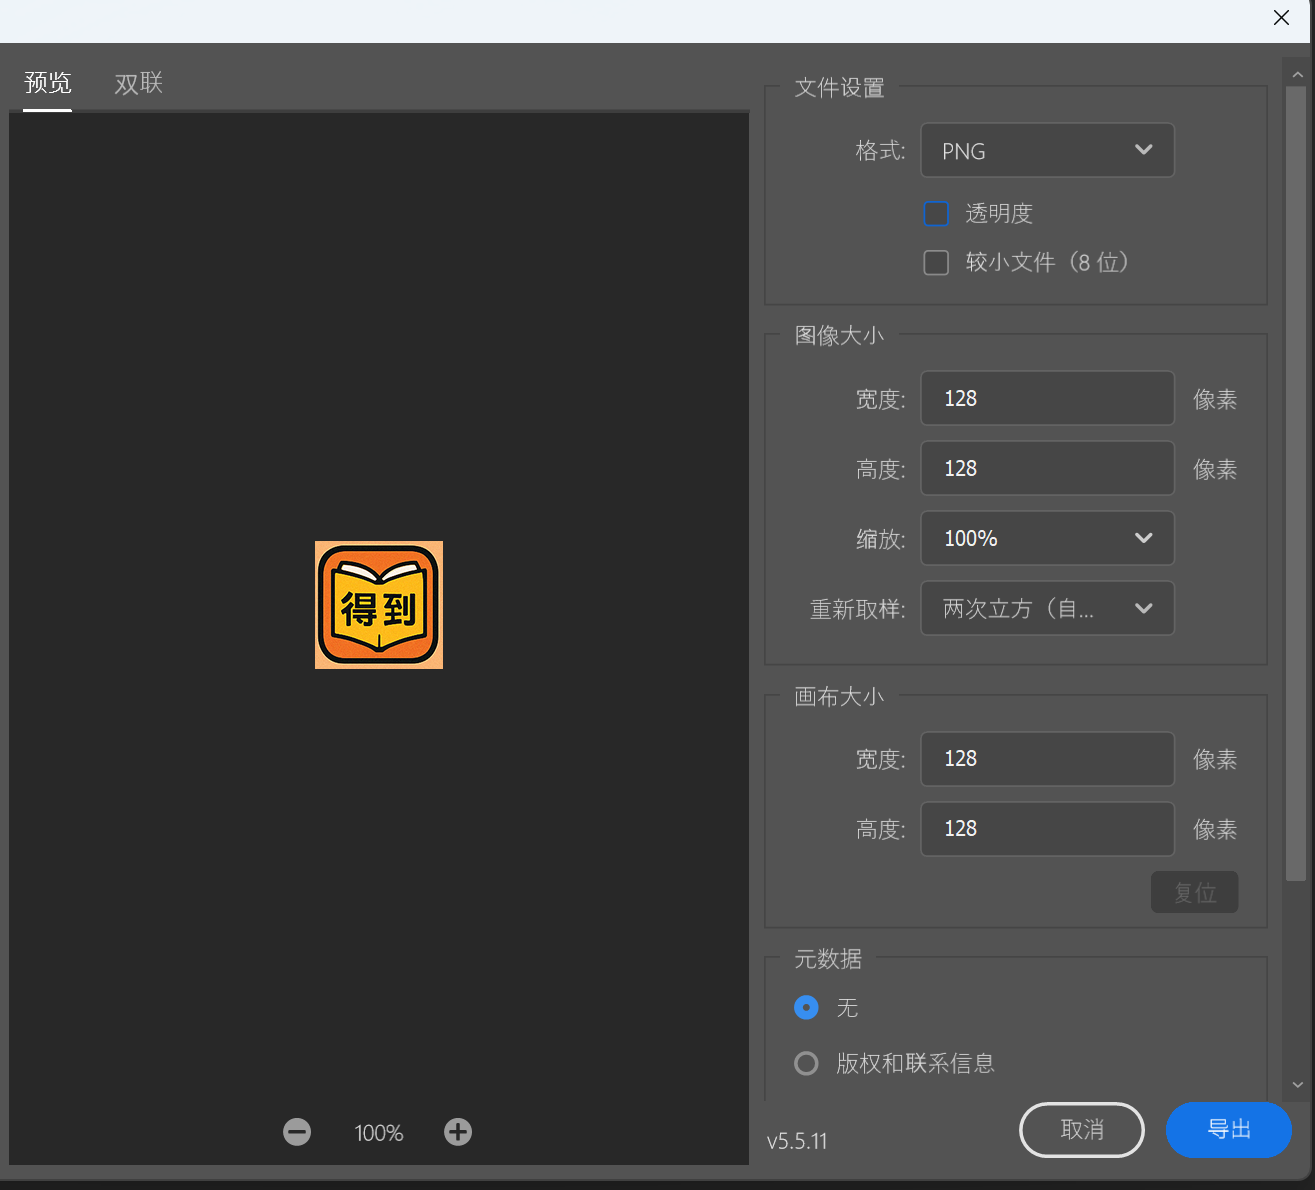 预览
双联
得到
100%
文件设置
格式: PNG
透明度
较小文件（8 位）
图像大小
宽度: 128 像素
高度: 128 像素
缩放: 100%
重新取样: 两次立方（自...
画布大小
宽度: 128 像素
高度: 128 像素
复位
元数据
无
版权和联系信息
v5.5.11
取消
导出